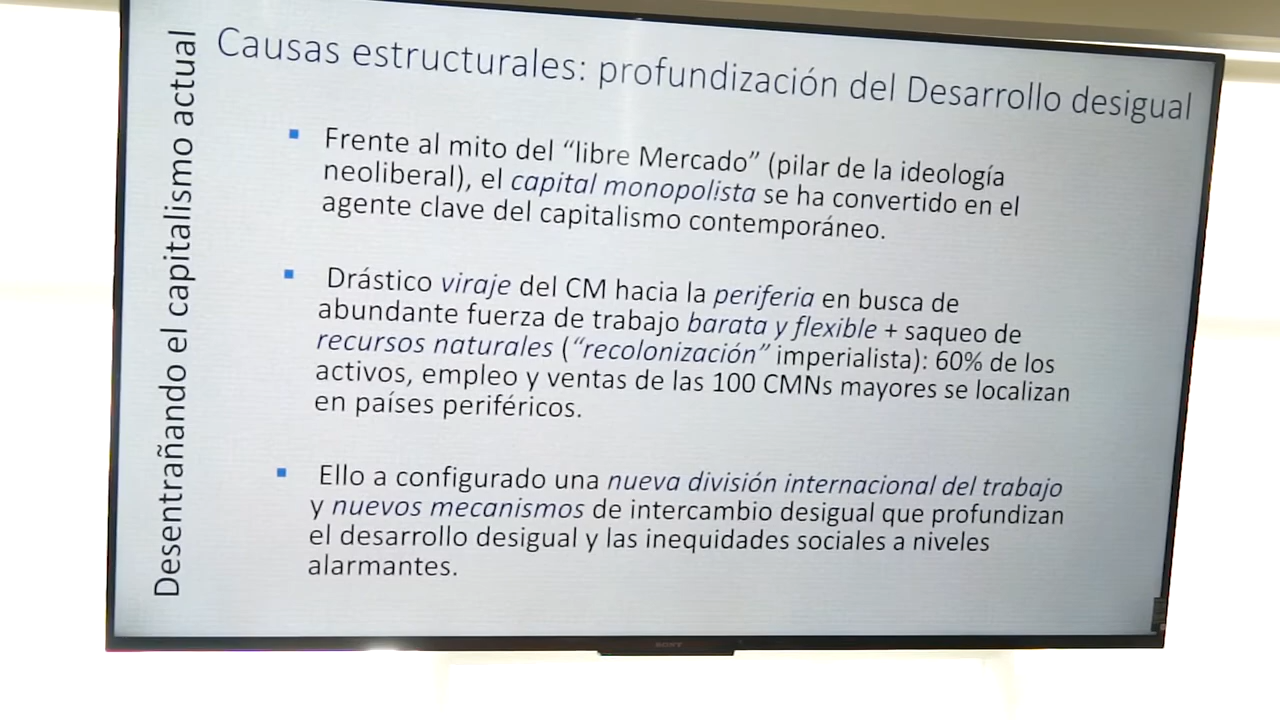 Causas estructurales: profundización del Desarrollo desigual
Desentrañando el capitalismo actual
Frente al mito del “libre Mercado” (pilar de la ideología
neoliberal), el capital monopolista se ha convertido en el
agente clave del capitalismo contemporáneo.
Drástico viraje del CM hacia la periferia en busca de
abundante fuerza de trabajo barata y flexible + saqueo de
recursos naturales (“recolonización” imperialista): 60% de los
activos, empleo y ventas de las 100 CMNs mayores se localizan
en países periféricos.
Ello a configurado una nueva división internacional del trabajo
y nuevos mecanismos de intercambio desigual que profundizan
el desarrollo desigual y las inequidades sociales a niveles
alarmantes.
SONY